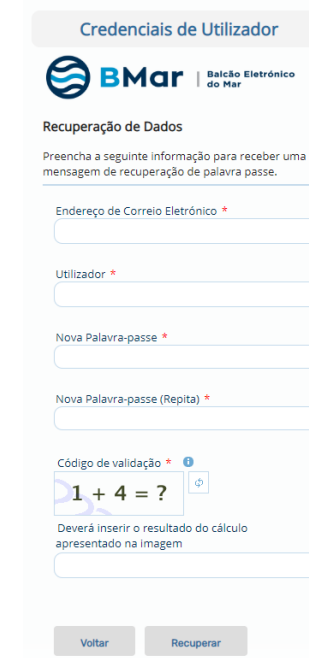 Credenciais de Utilizador
BMar | Balcão Eletrónico
do Mar
Recuperação de Dados
Preencha a seguinte informação para receber uma
mensagem de recuperação de palavra passe.
Endereço de Correio Eletrónico *
Utilizador *
Nova Palavra-passe *
Nova Palavra-passe (Repita) *
Código de validação *
1 + 4 = ?
Deverá inserir o resultado do cálculo
apresentado na imagem
Voltar
Recuperar